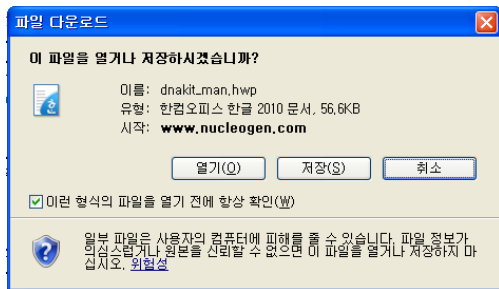 파일 다운로드
이 파일을 열거나 저장하시겠습니까?
이름: dnakit_man.hwp
유형: 한컴오피스 한글 2010 문서, 56,6KB
시작: www.nucleogen.com
열기(O) 저장(S) 취소
이런 형식의 파일을 열기 전에 항상 확인(W)
일부 파일은 사용자의 컴퓨터에 피해를 줄 수 있습니다. 파일 정보가
의심스럽거나 원본을 신뢰할 수 없으면 이 파일을 열거나 저장하지 마
십시오. 위험성